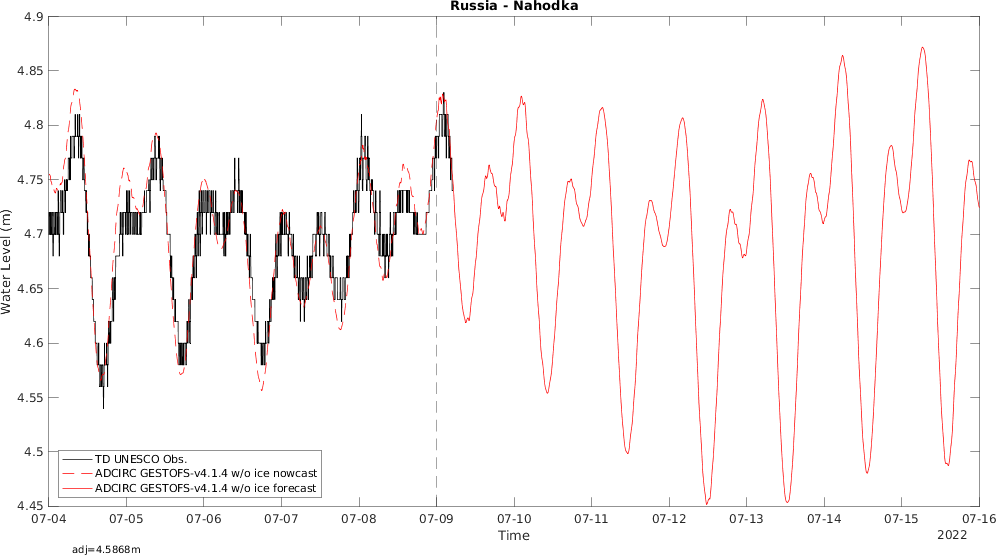 Russia - Nahodka
4.9
4.85
4.8
4.75
4.7
4.65
4.6
4.55
4.5
4.45
Water Level (m)
TD UNESCO Obs.
ADCIRC GESTOFS-v4.1.4 w/o ice nowcast
ADCIRC GESTOFS-v4.1.4 w/o ice forecast
07-04 07-05 07-06 07-07 07-08 07-09 07-10 07-11 07-12 07-13 07-14 07-15 07-16
Time
2022
adj=4.5868m